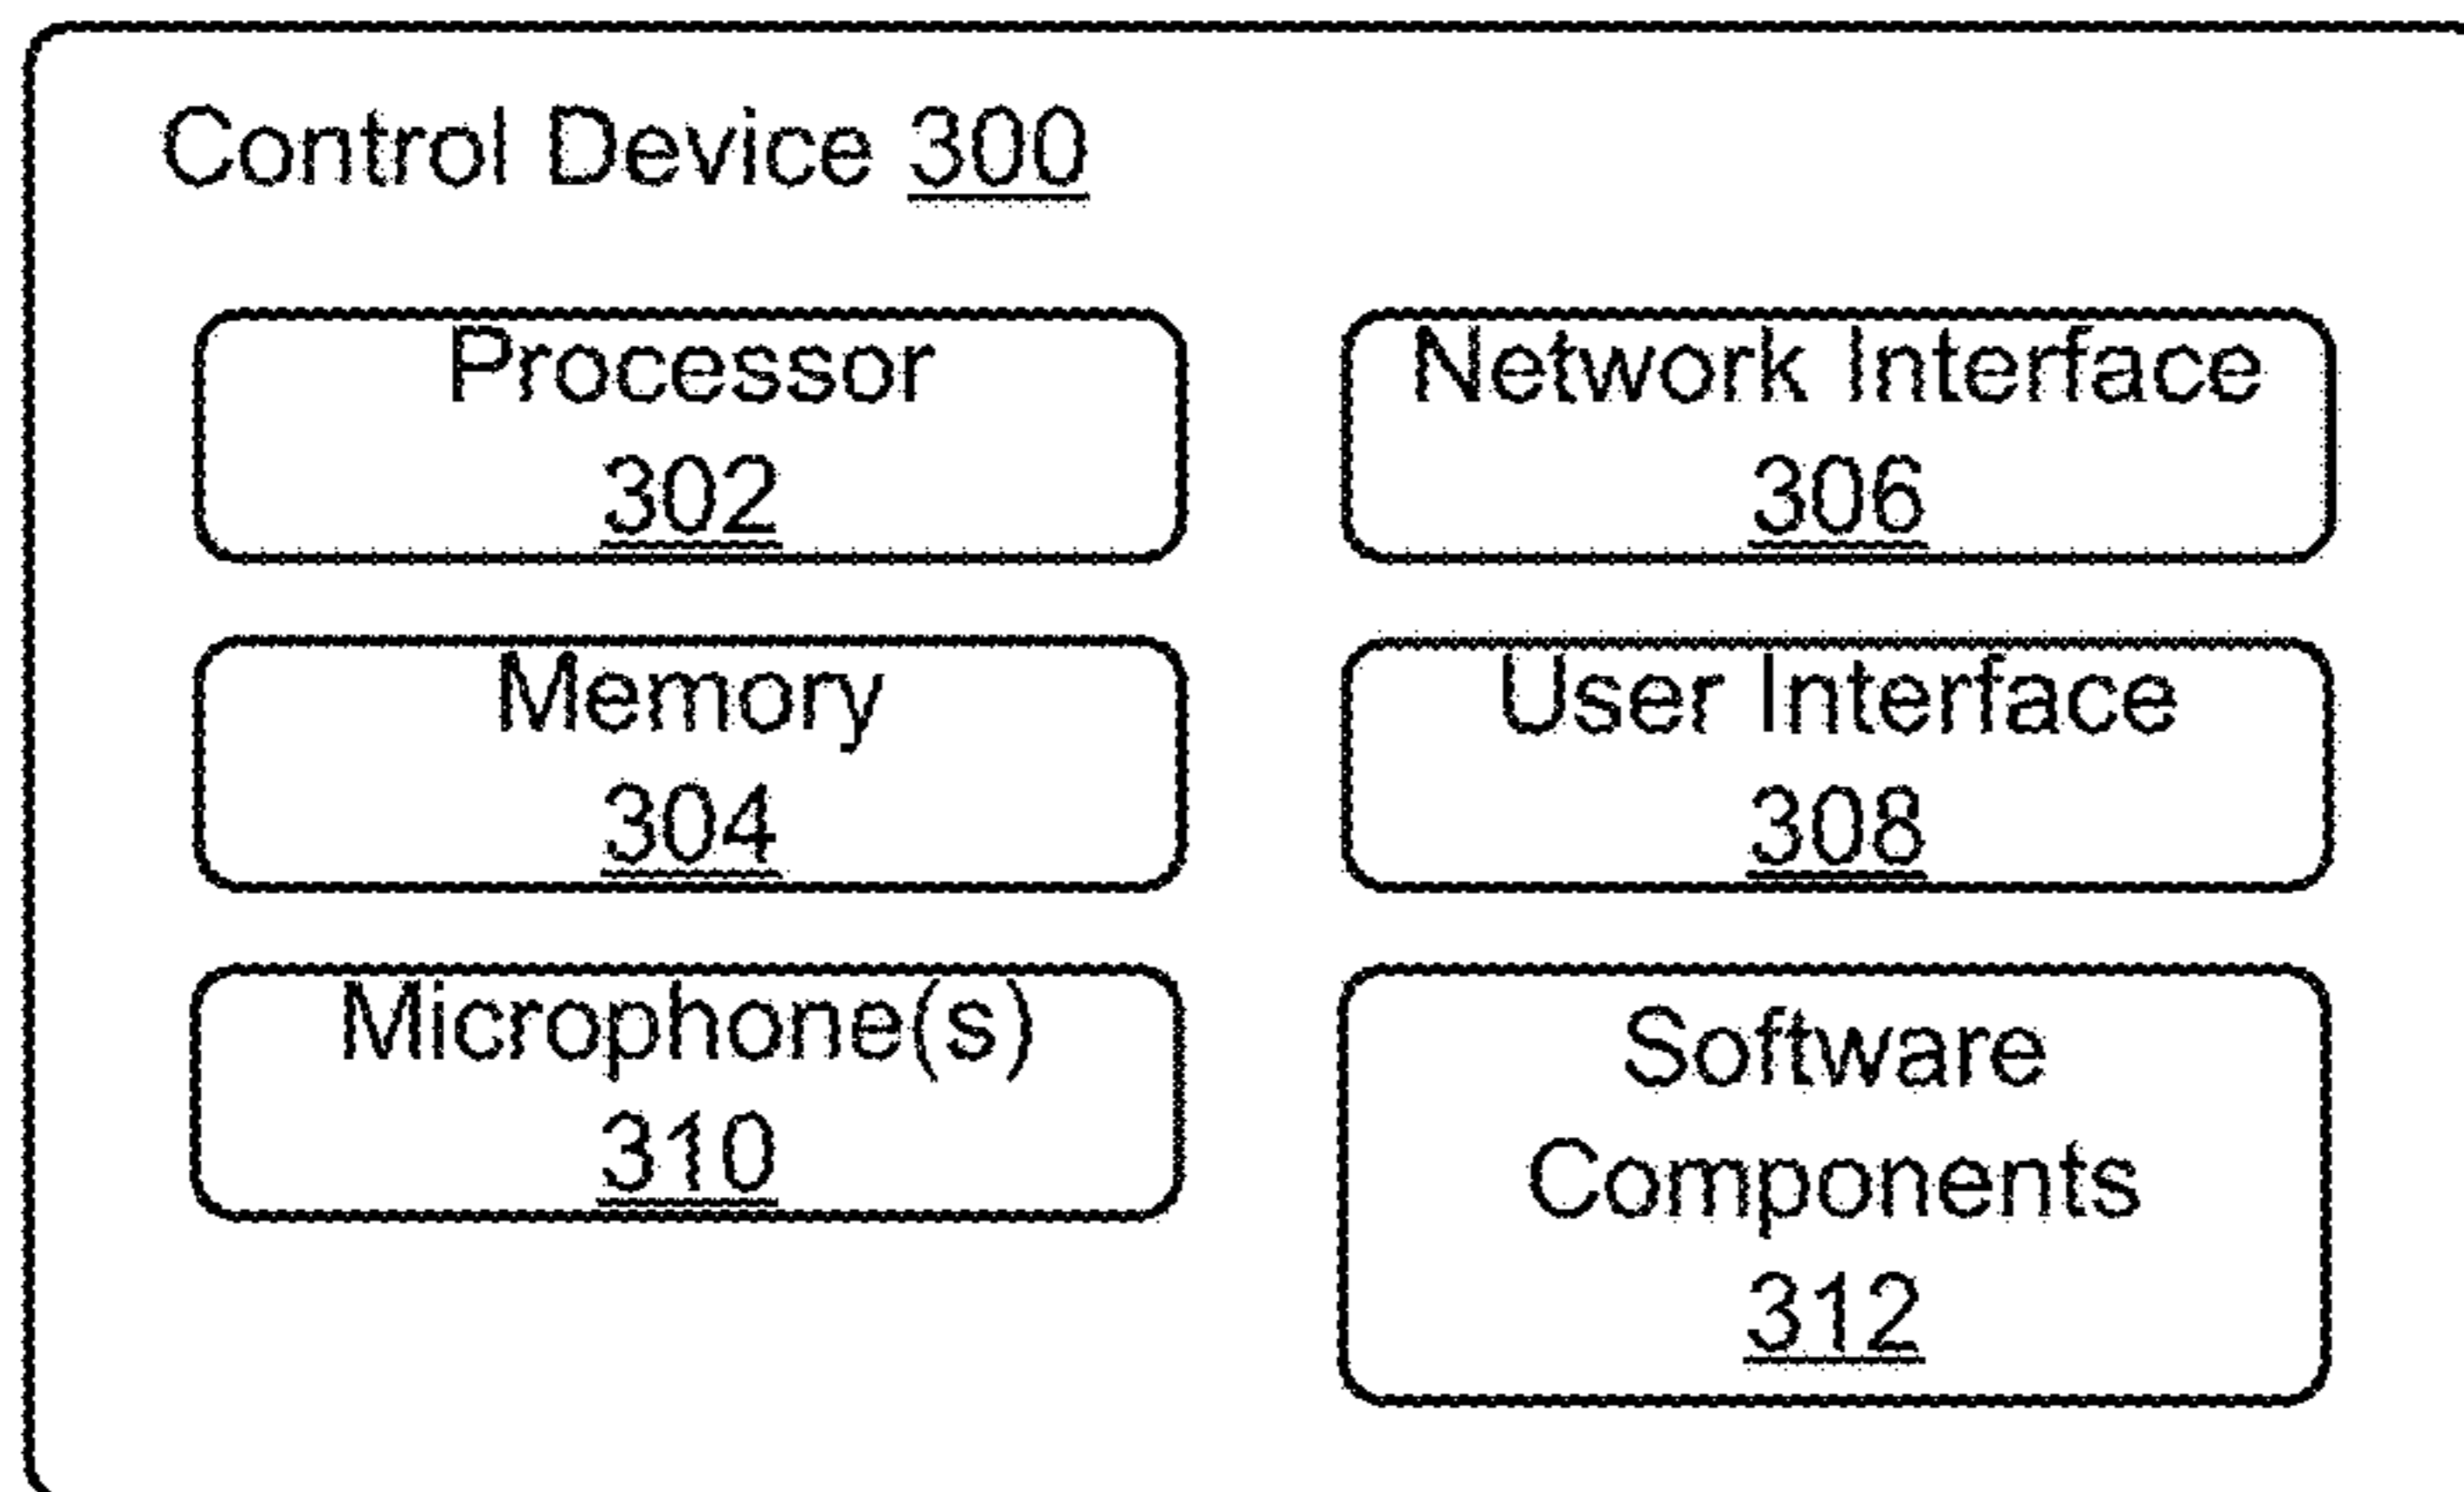 Control Device 300
Processor
302
Network Interface
306
Memory
304
User Interface
308
Microphone(s)
310
Software
Components
312